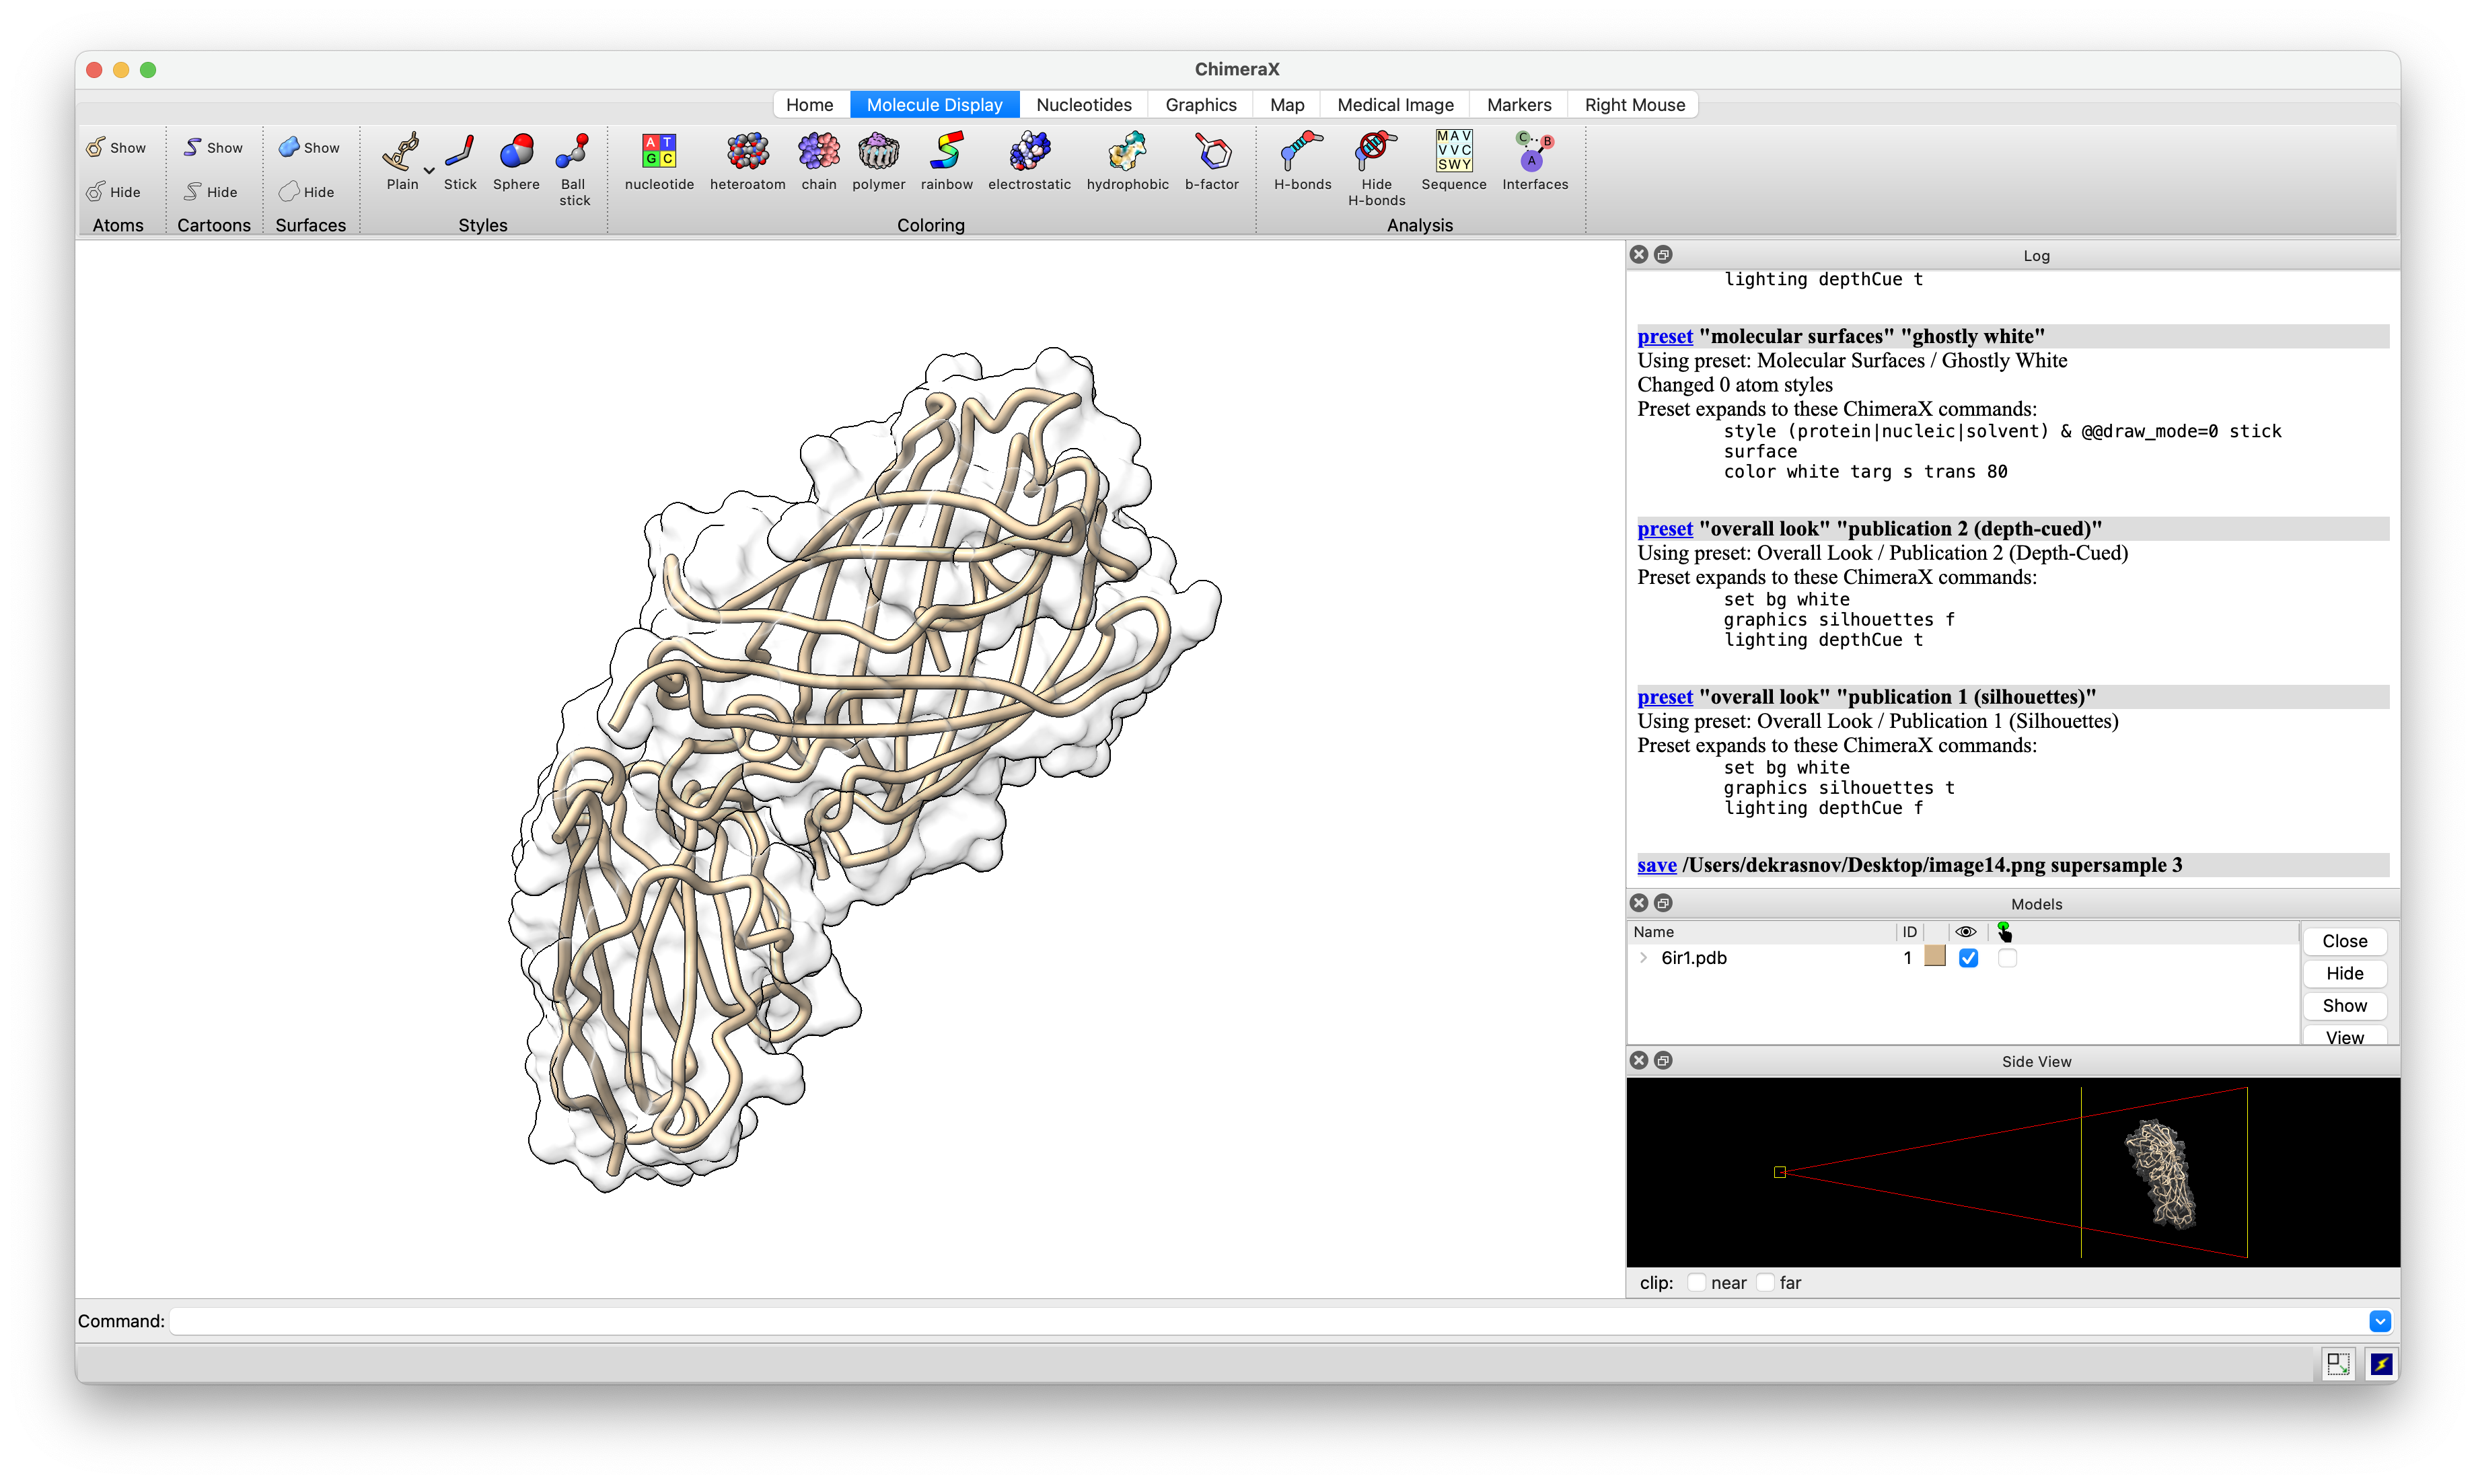 ChimeraX
Home Molecule Display Nucleotides Graphics Map Medical Image Markers Right Mouse
Show Show Show
Hide Hide Hide
Atoms Cartoons Surfaces
Plain Stick Sphere Ball stick
Styles
A T G C
nucleotide heteroatom chain polymer rainbow electrostatic hydrophobic b-factor
Coloring
M A V
V V C
S W Y
C B A
H-bonds Hide H-bonds Sequence Interfaces
Analysis
Log
lighting depthCue t
preset "molecular surfaces" "ghostly white"
Using preset: Molecular Surfaces / Ghostly White
Changed 0 atom styles
Preset expands to these ChimeraX commands:
style (protein|nucleic|solvent) & @@draw_mode=0 stick
surface
color white targ s trans 80
preset "overall look" "publication 2 (depth-cued)"
Using preset: Overall Look / Publication 2 (Depth-Cued)
Preset expands to these ChimeraX commands:
set bg white
graphics silhouettes f
lighting depthCue t
preset "overall look" "publication 1 (silhouettes)"
Using preset: Overall Look / Publication 1 (Silhouettes)
Preset expands to these ChimeraX commands:
set bg white
graphics silhouettes t
lighting depthCue f
save /Users/dekrasnov/Desktop/image14.png supersample 3
Models
Name ID
6ir1.pdb 1
Close
Hide
Show
View
Side View
clip: near far
Command: